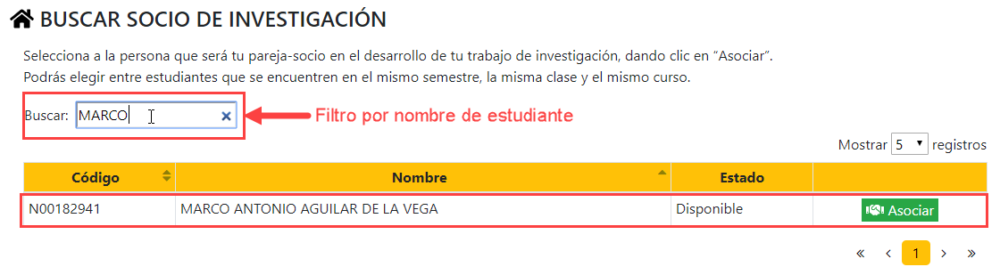 BUSCAR SOCIO DE INVESTIGACIÓN
Selecciona a la persona que será tu pareja-socio en el desarrollo de tu trabajo de investigación, dando clic en “Asociar”.
Podrás elegir entre estudiantes que se encuentren en el mismo semestre, la misma clase y el mismo curso.
Buscar: MARCO Filtro por nombre de estudiante
Mostrar 5 registros
Código Nombre Estado
N00182941 MARCO ANTONIO AGUILAR DE LA VEGA Disponible Asociar
« ‹ 1 › »